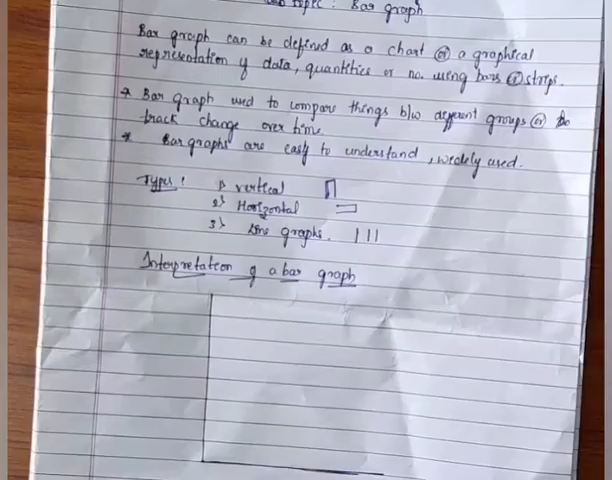 Sub topic : Bar graph
Bar graph can be defined as a chart (or) a graphical
representation of data, quantities or no using bars (or) strips.
→ Bar graph used to compare things b/w different groups (or) to
track change over time.
* Bar graphs are easy to understand, widely used.
Types : 1) vertical
2) Horizontal
3) Line graphs. |||
Interpretation of a bar graph